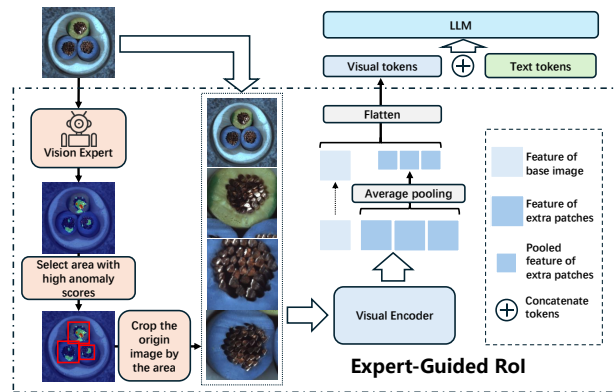 LLM
Visual tokens
Text tokens
Flatten
Vision Expert
Average pooling
Feature of
base image
Feature of
extra patches
Pooled
feature of
extra patches
Concatenate
tokens
Select area with
high anomaly
scores
Crop the
origin image
by the area
Visual Encoder
Expert-Guided RoI